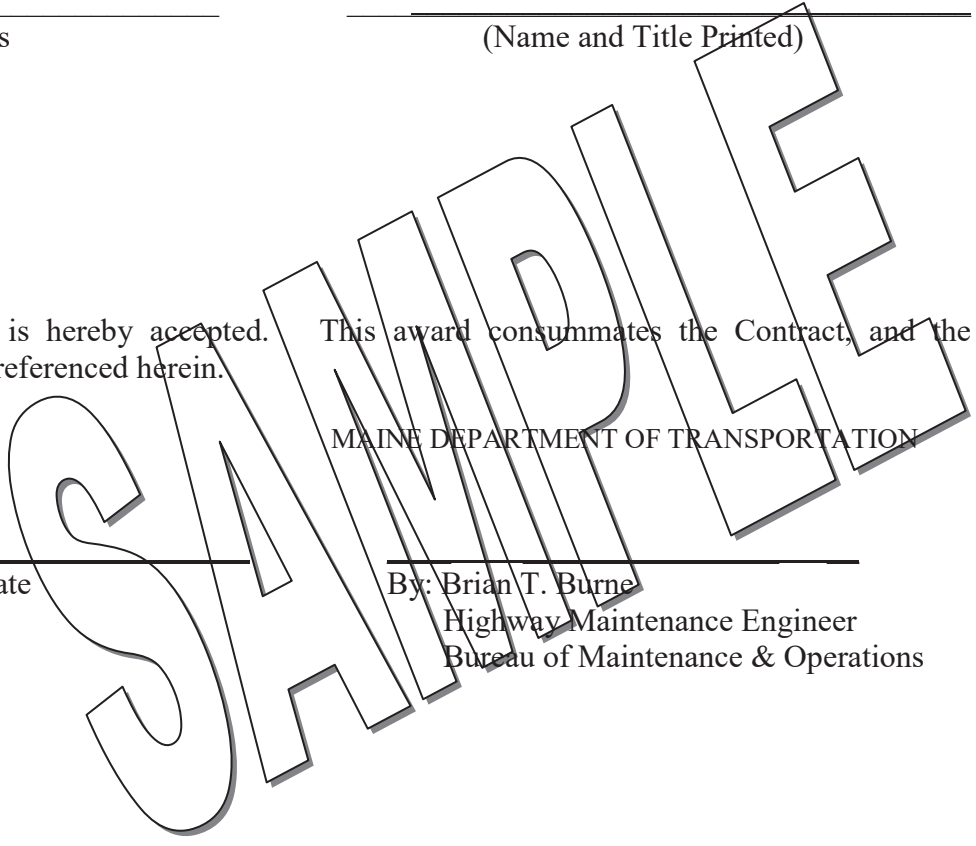 s (Name and Title Printed)
is hereby accepted. This award consummates the Contract, and the
referenced herein.
MAINE DEPARTMENT OF TRANSPORTATION
ate By: Brian T. Burne
Highway Maintenance Engineer
Bureau of Maintenance & Operations
SAMPLE